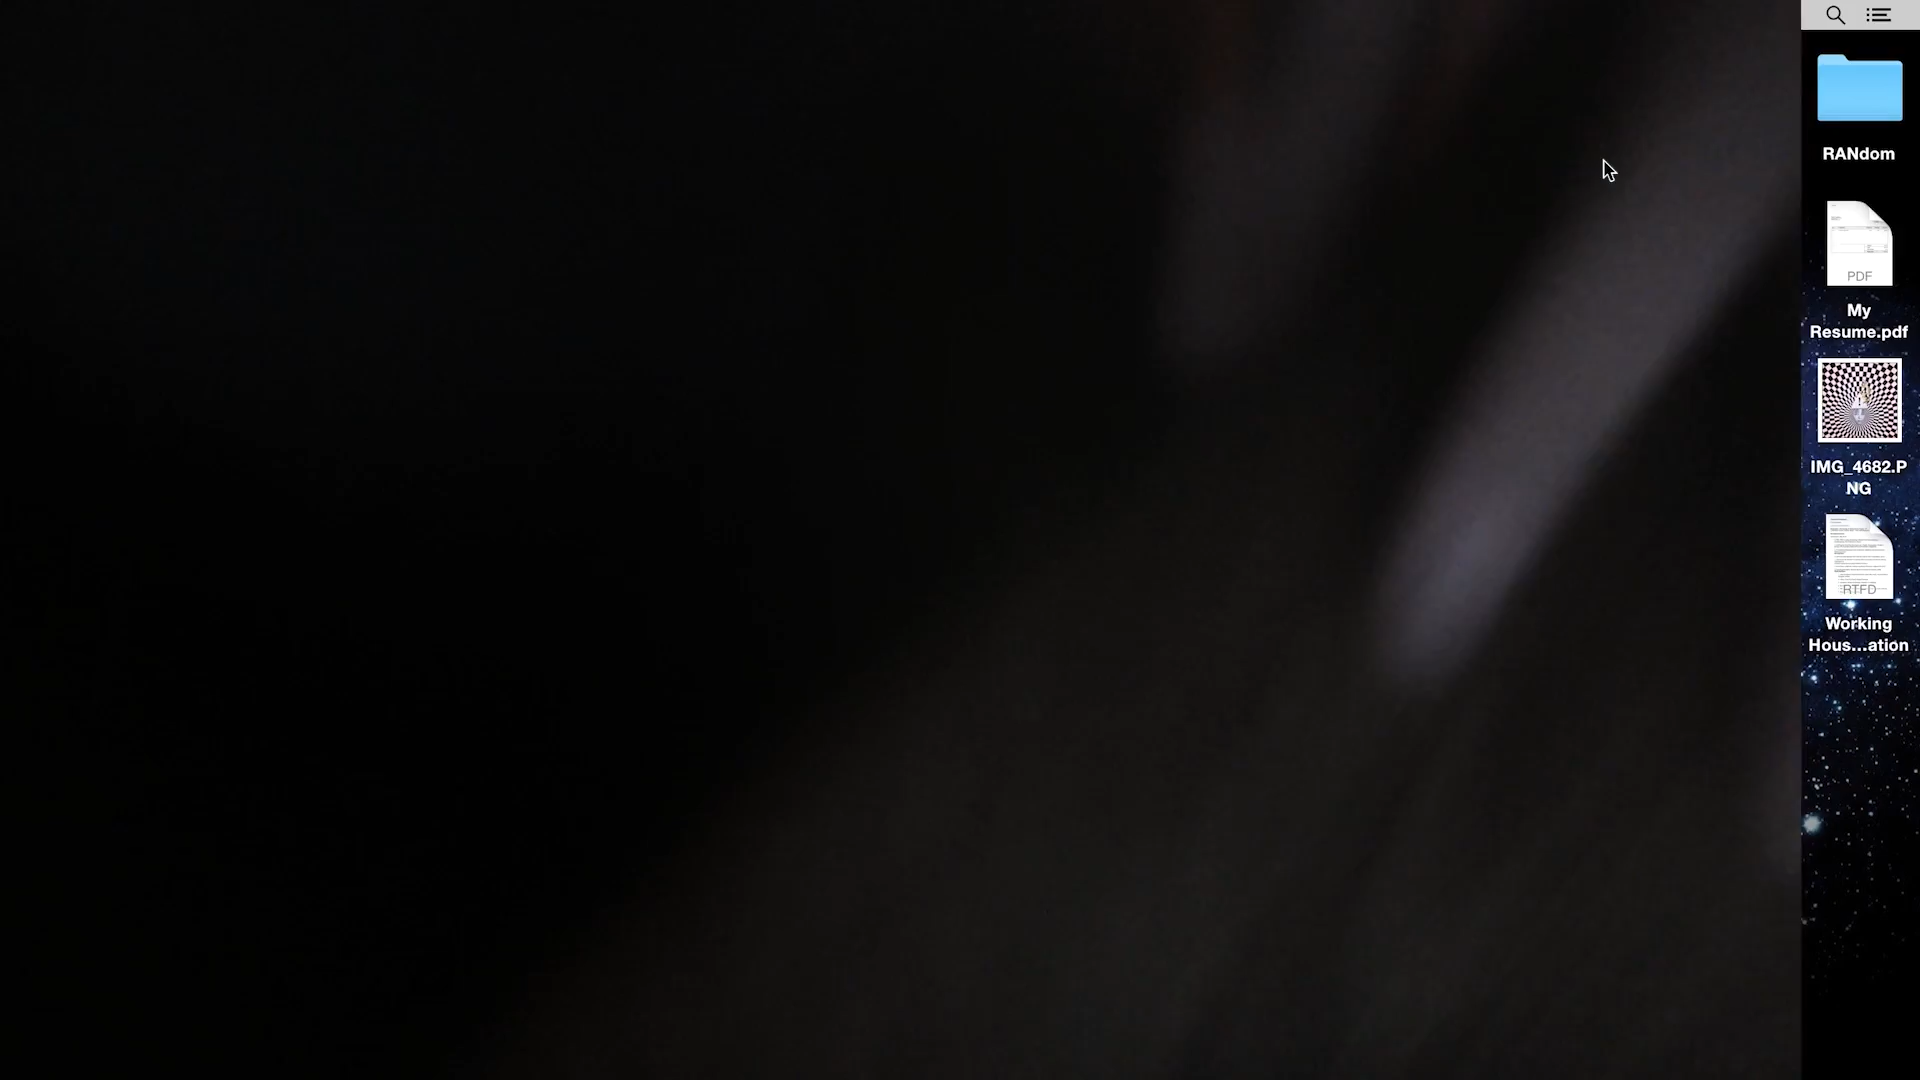 RANdom
PDF
My
Resume.pdf
IMG_4682.P
NG
RTFD
Working
Hous...ation